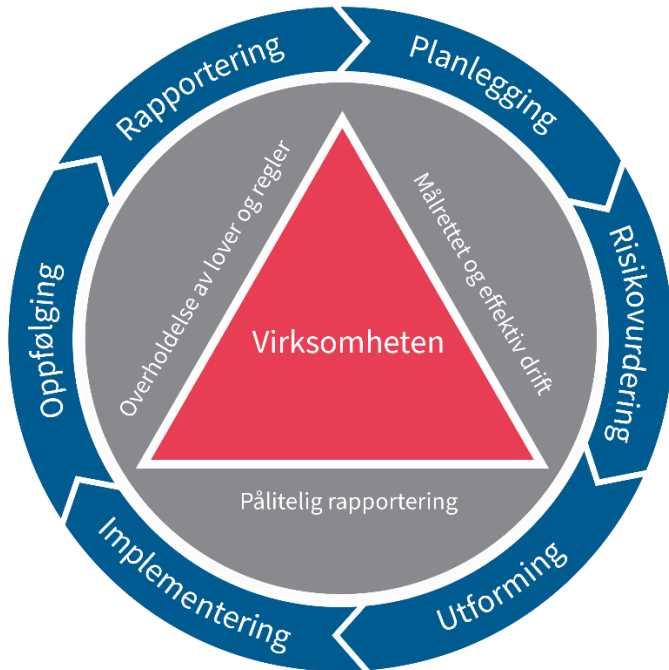 Rapportering
Planlegging
Risikovurdering
Utforming
Implementering
Oppfølging
Overholdelse av lover og regler
Målrettet og effektiv drift
Virksomheten
Pålitelig rapportering